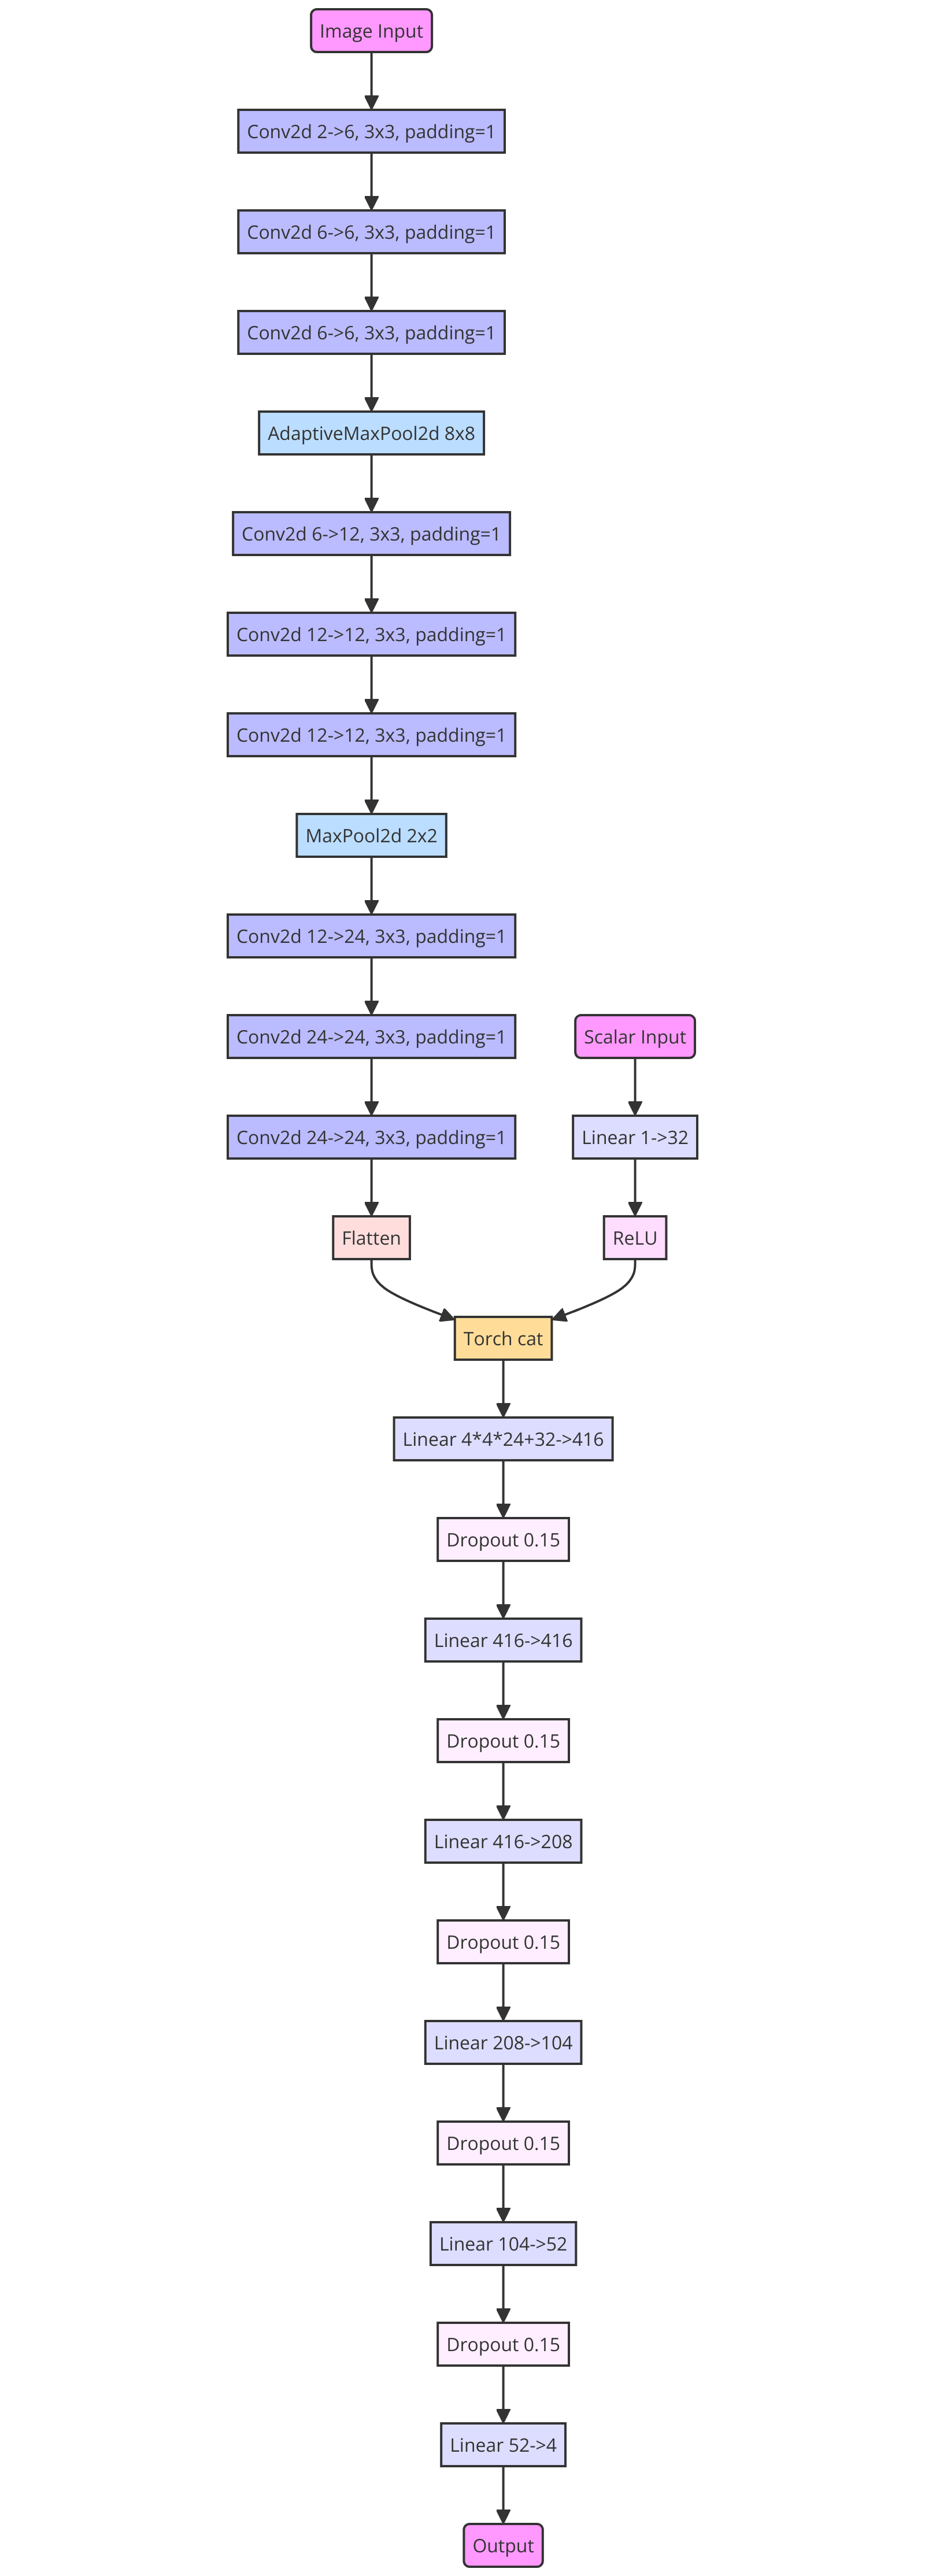 Image Input
Conv2d 2->6, 3x3, padding=1
Conv2d 6->6, 3x3, padding=1
Conv2d 6->6, 3x3, padding=1
AdaptiveMaxPool2d 8x8
Conv2d 6->12, 3x3, padding=1
Conv2d 12->12, 3x3, padding=1
Conv2d 12->12, 3x3, padding=1
MaxPool2d 2x2
Conv2d 12->24, 3x3, padding=1
Conv2d 24->24, 3x3, padding=1
Conv2d 24->24, 3x3, padding=1
Flatten
Scalar Input
Linear 1->32
ReLU
Torch cat
Linear 4*4*24+32->416
Dropout 0.15
Linear 416->416
Dropout 0.15
Linear 416->208
Dropout 0.15
Linear 208->104
Dropout 0.15
Linear 104->52
Dropout 0.15
Linear 52->4
Output